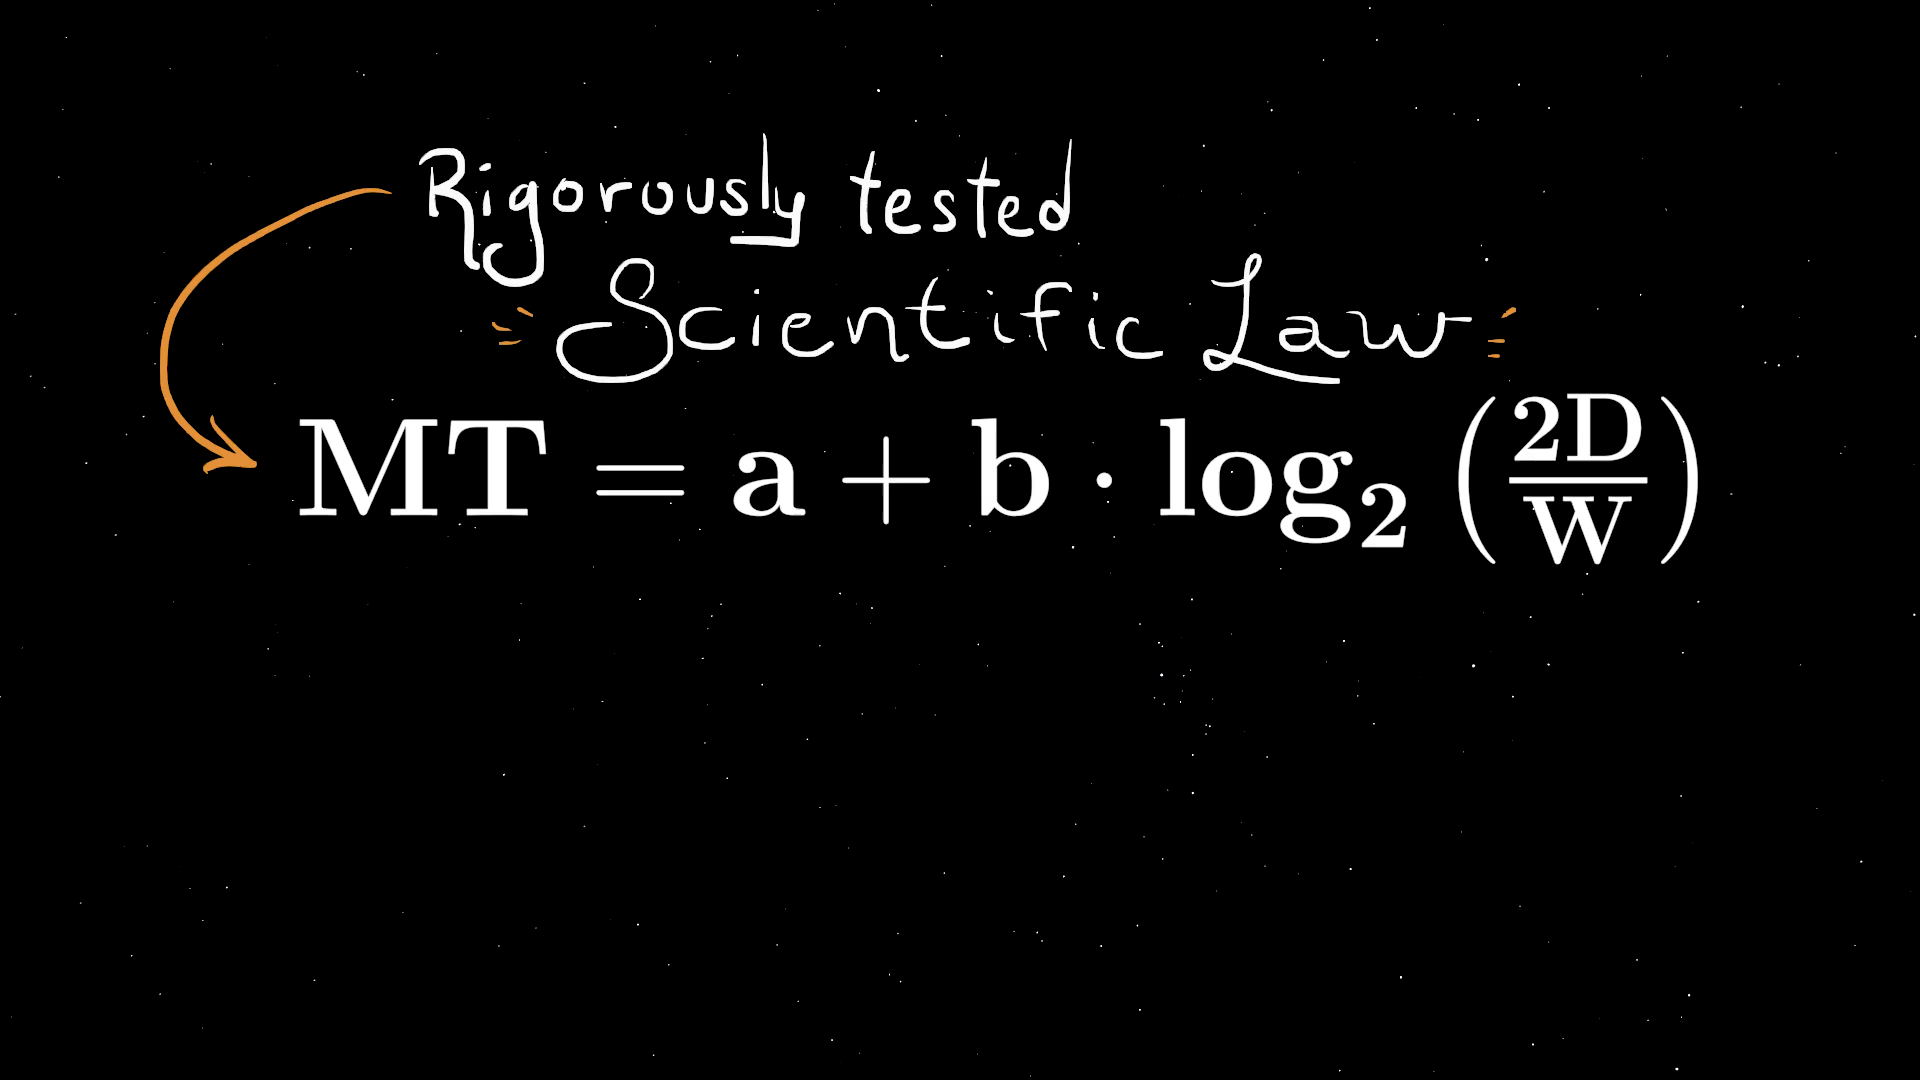 Rigorously tested
Scientific Law
MT = a + b · log₂ (2D/W)